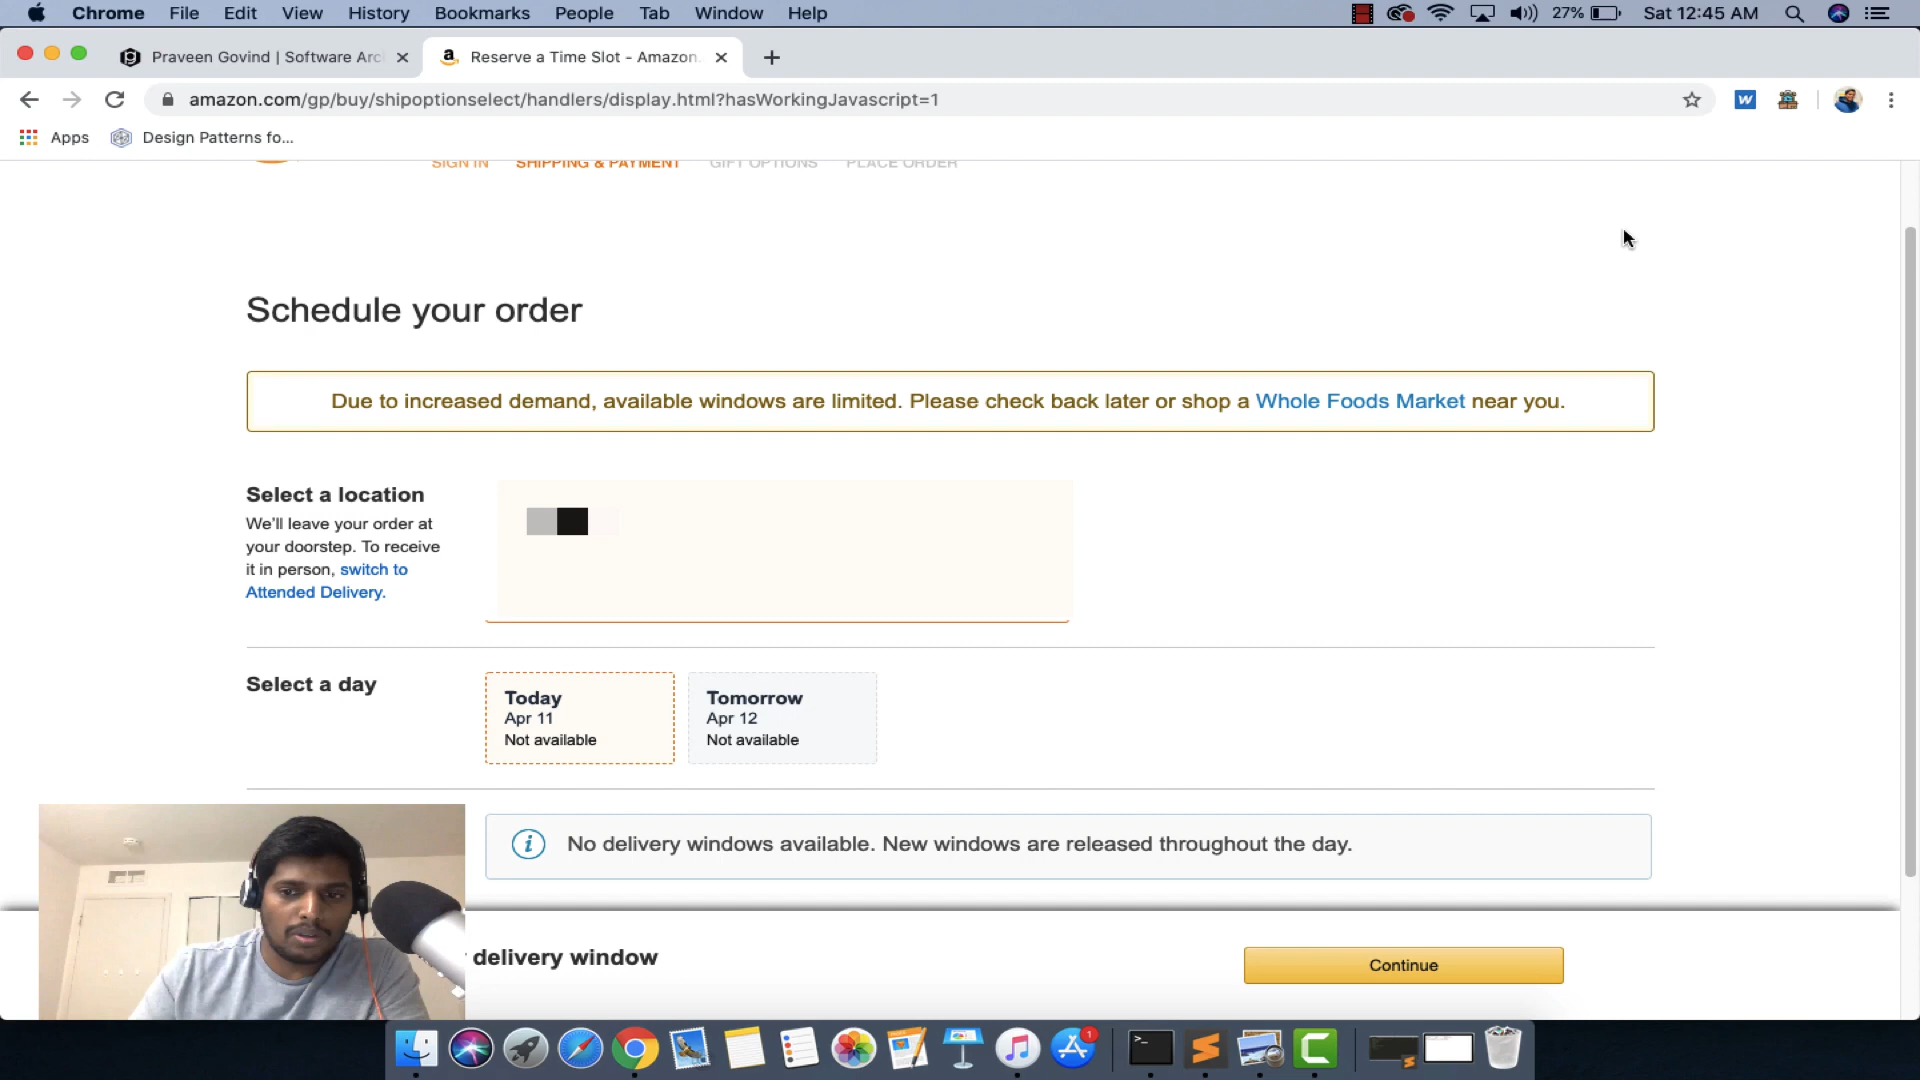 Chrome File Edit View History Bookmarks People Tab Window Help 27% Sat 12:45 AM
Praveen Govind | Software Arc
Reserve a Time Slot - Amazon.
amazon.com/gp/buy/shipoptionselect/handlers/display.html?hasWorkingJavascript=1
Apps Design Patterns fo...
SIGN IN SHIPPING & PAYMENT GIFT OPTIONS PLACE ORDER
Schedule your order
Due to increased demand, available windows are limited. Please check back later or shop a Whole Foods Market near you.
Select a location
We'll leave your order at
your doorstep. To receive
it in person, switch to
Attended Delivery.
Select a day
Today
Apr 11
Not available
Tomorrow
Apr 12
Not available
No delivery windows available. New windows are released throughout the day.
delivery window
Continue
1